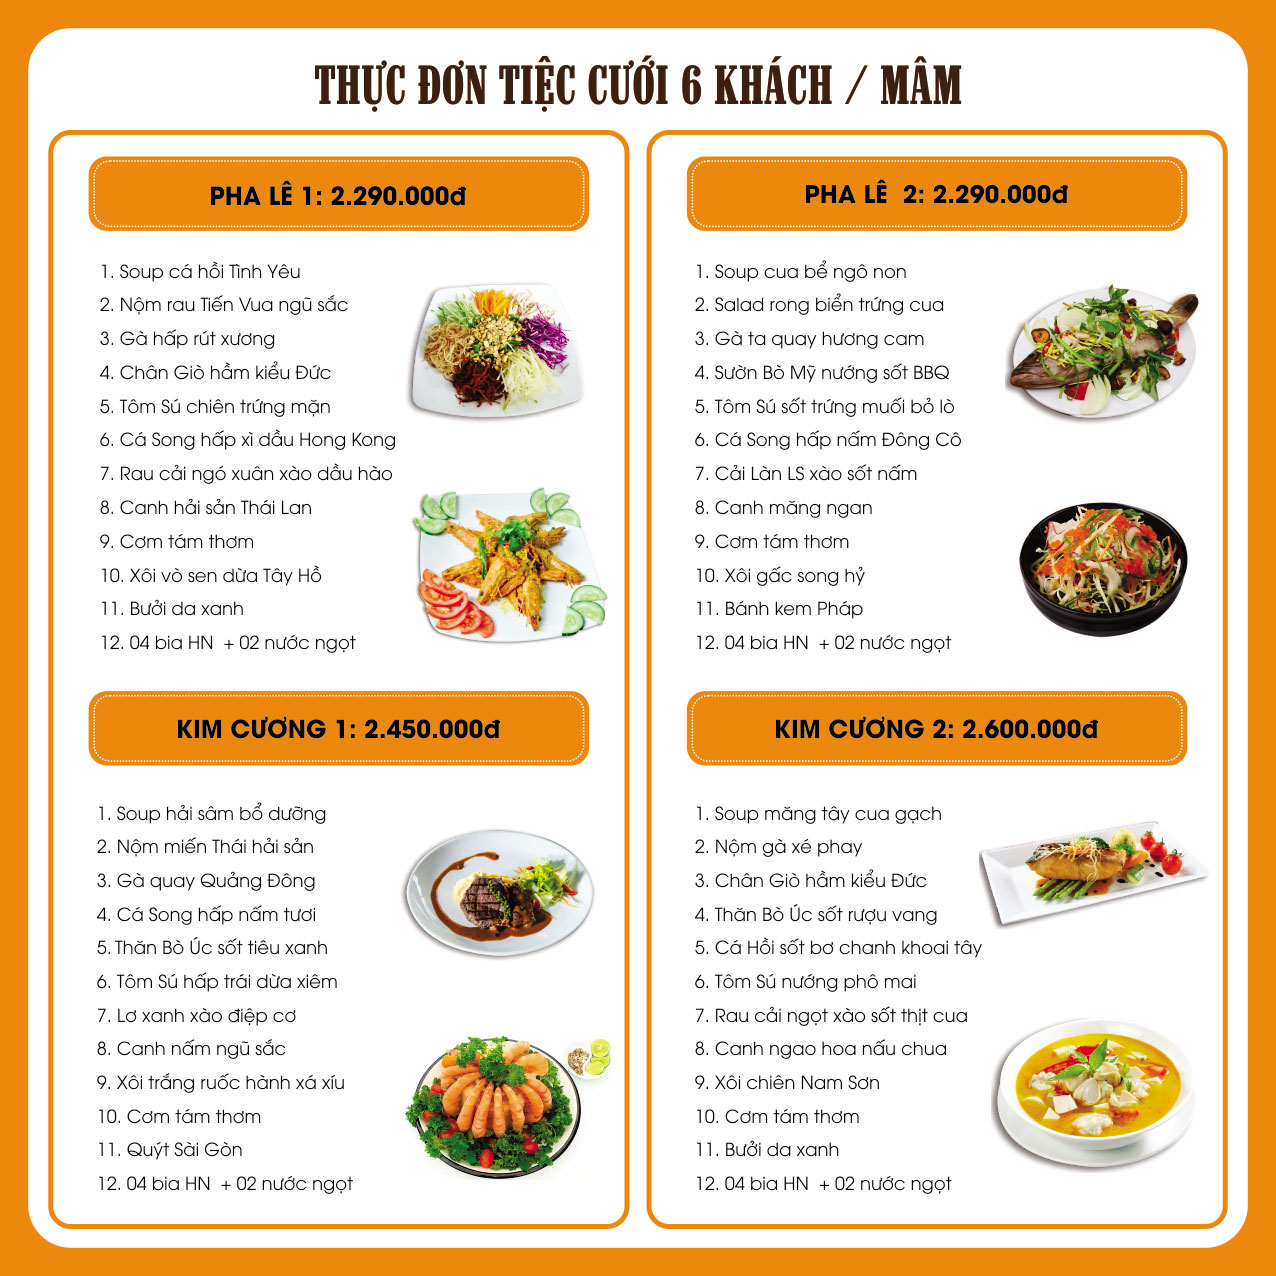 THỰC ĐƠN TIỆC CƯỚI 6 KHÁCH / MÂM
PHA LÊ 1: 2.290.000đ
1. Soup cá hồi Tình Yêu
2. Nộm rau Tiến Vua ngũ sắc
3. Gà hấp rút xương
4. Chân Giò hầm kiểu Đức
5. Tôm Sú chiên trứng mặn
6. Cá Song hấp xì dầu Hong Kong
7. Rau cải ngó xuân xào dầu hào
8. Canh hải sản Thái Lan
9. Cơm tám thơm
10. Xôi vò sen dừa Tây Hồ
11. Bưởi da xanh
12. 04 bia HN + 02 nước ngọt
PHA LÊ 2: 2.290.000đ
1. Soup cua bể ngô non
2. Salad rong biển trứng cua
3. Gà ta quay hương cam
4. Sườn Bò Mỹ nướng sốt BBQ
5. Tôm Sú sốt trứng muối bỏ lò
6. Cá Song hấp nấm Đông Cô
7. Cải Làn LS xào sốt nấm
8. Canh măng ngan
9. Cơm tám thơm
10. Xôi gấc song hỷ
11. Bánh kem Pháp
12. 04 bia HN + 02 nước ngọt
KIM CƯƠNG 1: 2.450.000đ
1. Soup hải sâm bổ dưỡng
2. Nộm miến Thái hải sản
3. Gà quay Quảng Đông
4. Cá Song hấp nấm tươi
5. Thăn Bò Úc sốt tiêu xanh
6. Tôm Sú hấp trái dừa xiêm
7. Lơ xanh xào điệp cơ
8. Canh nấm ngũ sắc
9. Xôi trắng ruốc hành xá xíu
10. Cơm tám thơm
11. Quýt Sài Gòn
12. 04 bia HN + 02 nước ngọt
KIM CƯƠNG 2: 2.600.000đ
1. Soup măng tây cua gạch
2. Nộm gà xé phay
3. Chân Giò hầm kiểu Đức
4. Thăn Bò Úc sốt rượu vang
5. Cá Hồi sốt bơ chanh khoai tây
6. Tôm Sú nướng phô mai
7. Rau cải ngọt xào sốt thịt cua
8. Canh ngao hoa nấu chua
9. Xôi chiên Nam Sơn
10. Cơm tám thơm
11. Bưởi da xanh
12. 04 bia HN + 02 nước ngọt